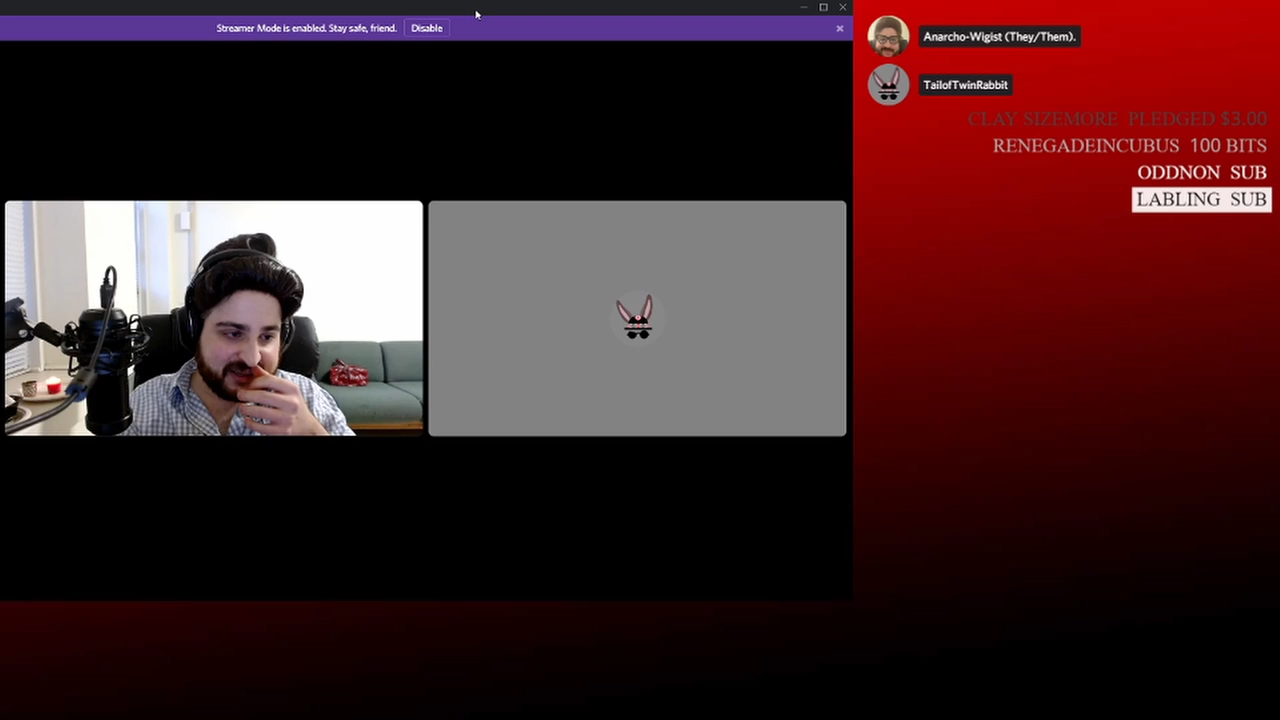 Streamer Mode is enabled. Stay safe, friend. Disable
Anarcho-Wigist (They/Them).
TailofTwinRabbit
CLAY SIZEMORE PLEDGED $3.00
RENEGADEINCUBUS 100 BITS
ODDNON SUB
LABLING SUB